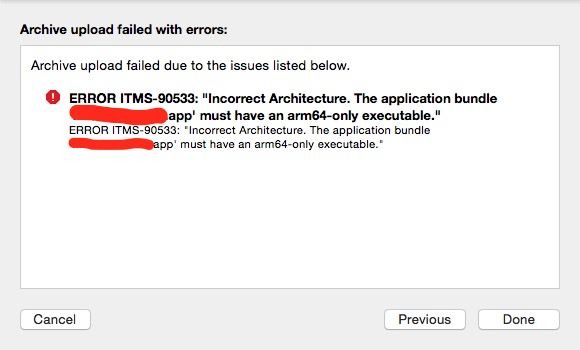 Archive upload failed with errors:
Archive upload failed due to the issues listed below.
ERROR ITMS-90533: "Incorrect Architecture. The application bundle
app' must have an arm64-only executable."
ERROR ITMS-90533: "Incorrect Architecture. The application bundle
app' must have an arm64-only executable."
Cancel
Previous
Done